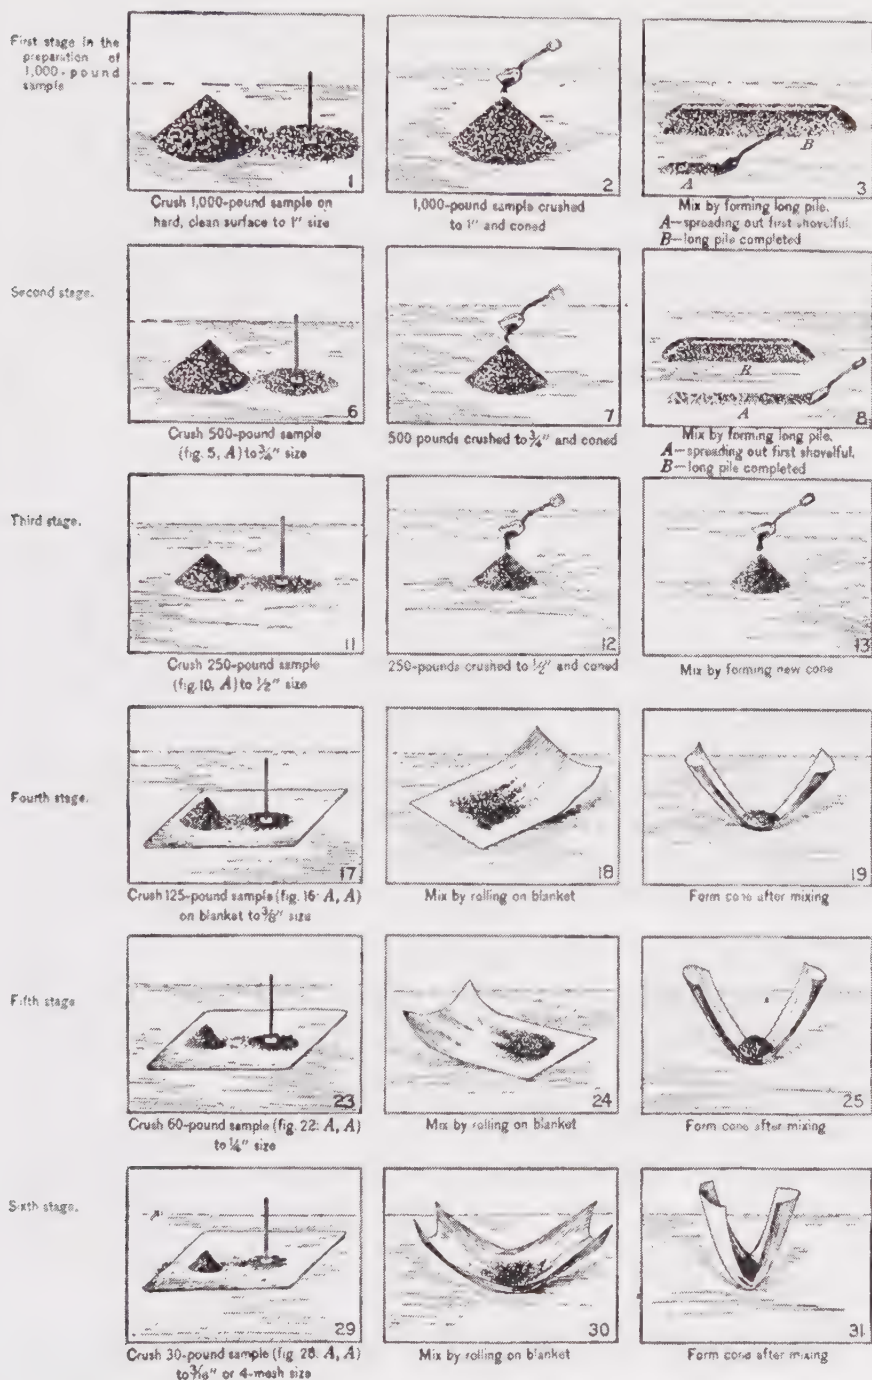 First stage in the
preparation of
1,000-pound
sample
1
Crush 1,000-pound sample on
hard, clean surface to 1" size
2
1,000-pound sample crushed
to 1" and coned
A
B
3
Mix by forming long pile.
A—spreading out first shovelful.
B—long pile completed
Second stage.
6
Crush 500-pound sample
(fig. 5, A) to 3/4" size
7
500 pounds crushed to 3/4" and coned
B
A
8
Mix by forming long pile.
A—spreading out first shovelful.
B—long pile completed
Third stage.
11
Crush 250-pound sample
(fig. 10, A) to 1/2" size
12
250-pounds crushed to 1/2" and coned
13
Mix by forming new cone
Fourth stage.
17
Crush 125-pound sample (fig. 16: A, A)
on blanket to 3/8" size
18
Mix by rolling on blanket
19
Form cone after mixing
Fifth stage
23
Crush 60-pound sample (fig. 22: A, A)
to 1/4" size
24
Mix by rolling on blanket
25
Form cone after mixing
Sixth stage.
29
Crush 30-pound sample (fig. 28: A, A)
to 3/16" or 4-mesh size
30
Mix by rolling on blanket
31
Form cone after mixing